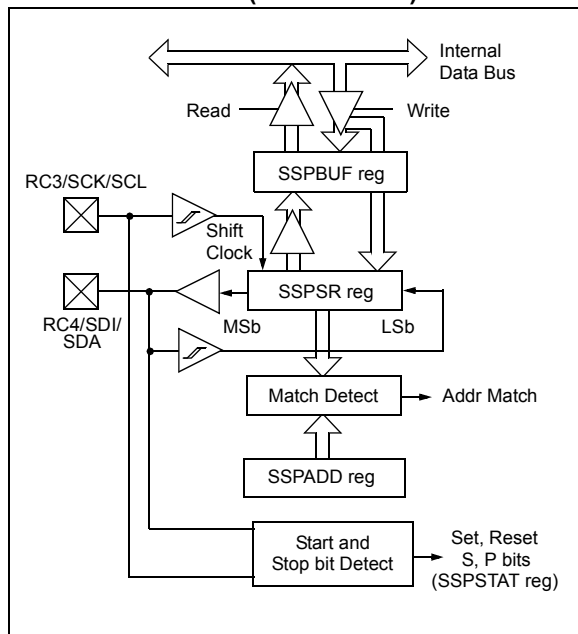 Internal
Data Bus
Read
Write
SSPBUF reg
RC3/SCK/SCL
Shift
Clock
SSPSR reg
MSb
LSb
RC4/SDI/
SDA
Match Detect
Addr Match
SSPADD reg
Start and
Stop bit Detect
Set, Reset
S, P bits
(SSPSTAT reg)